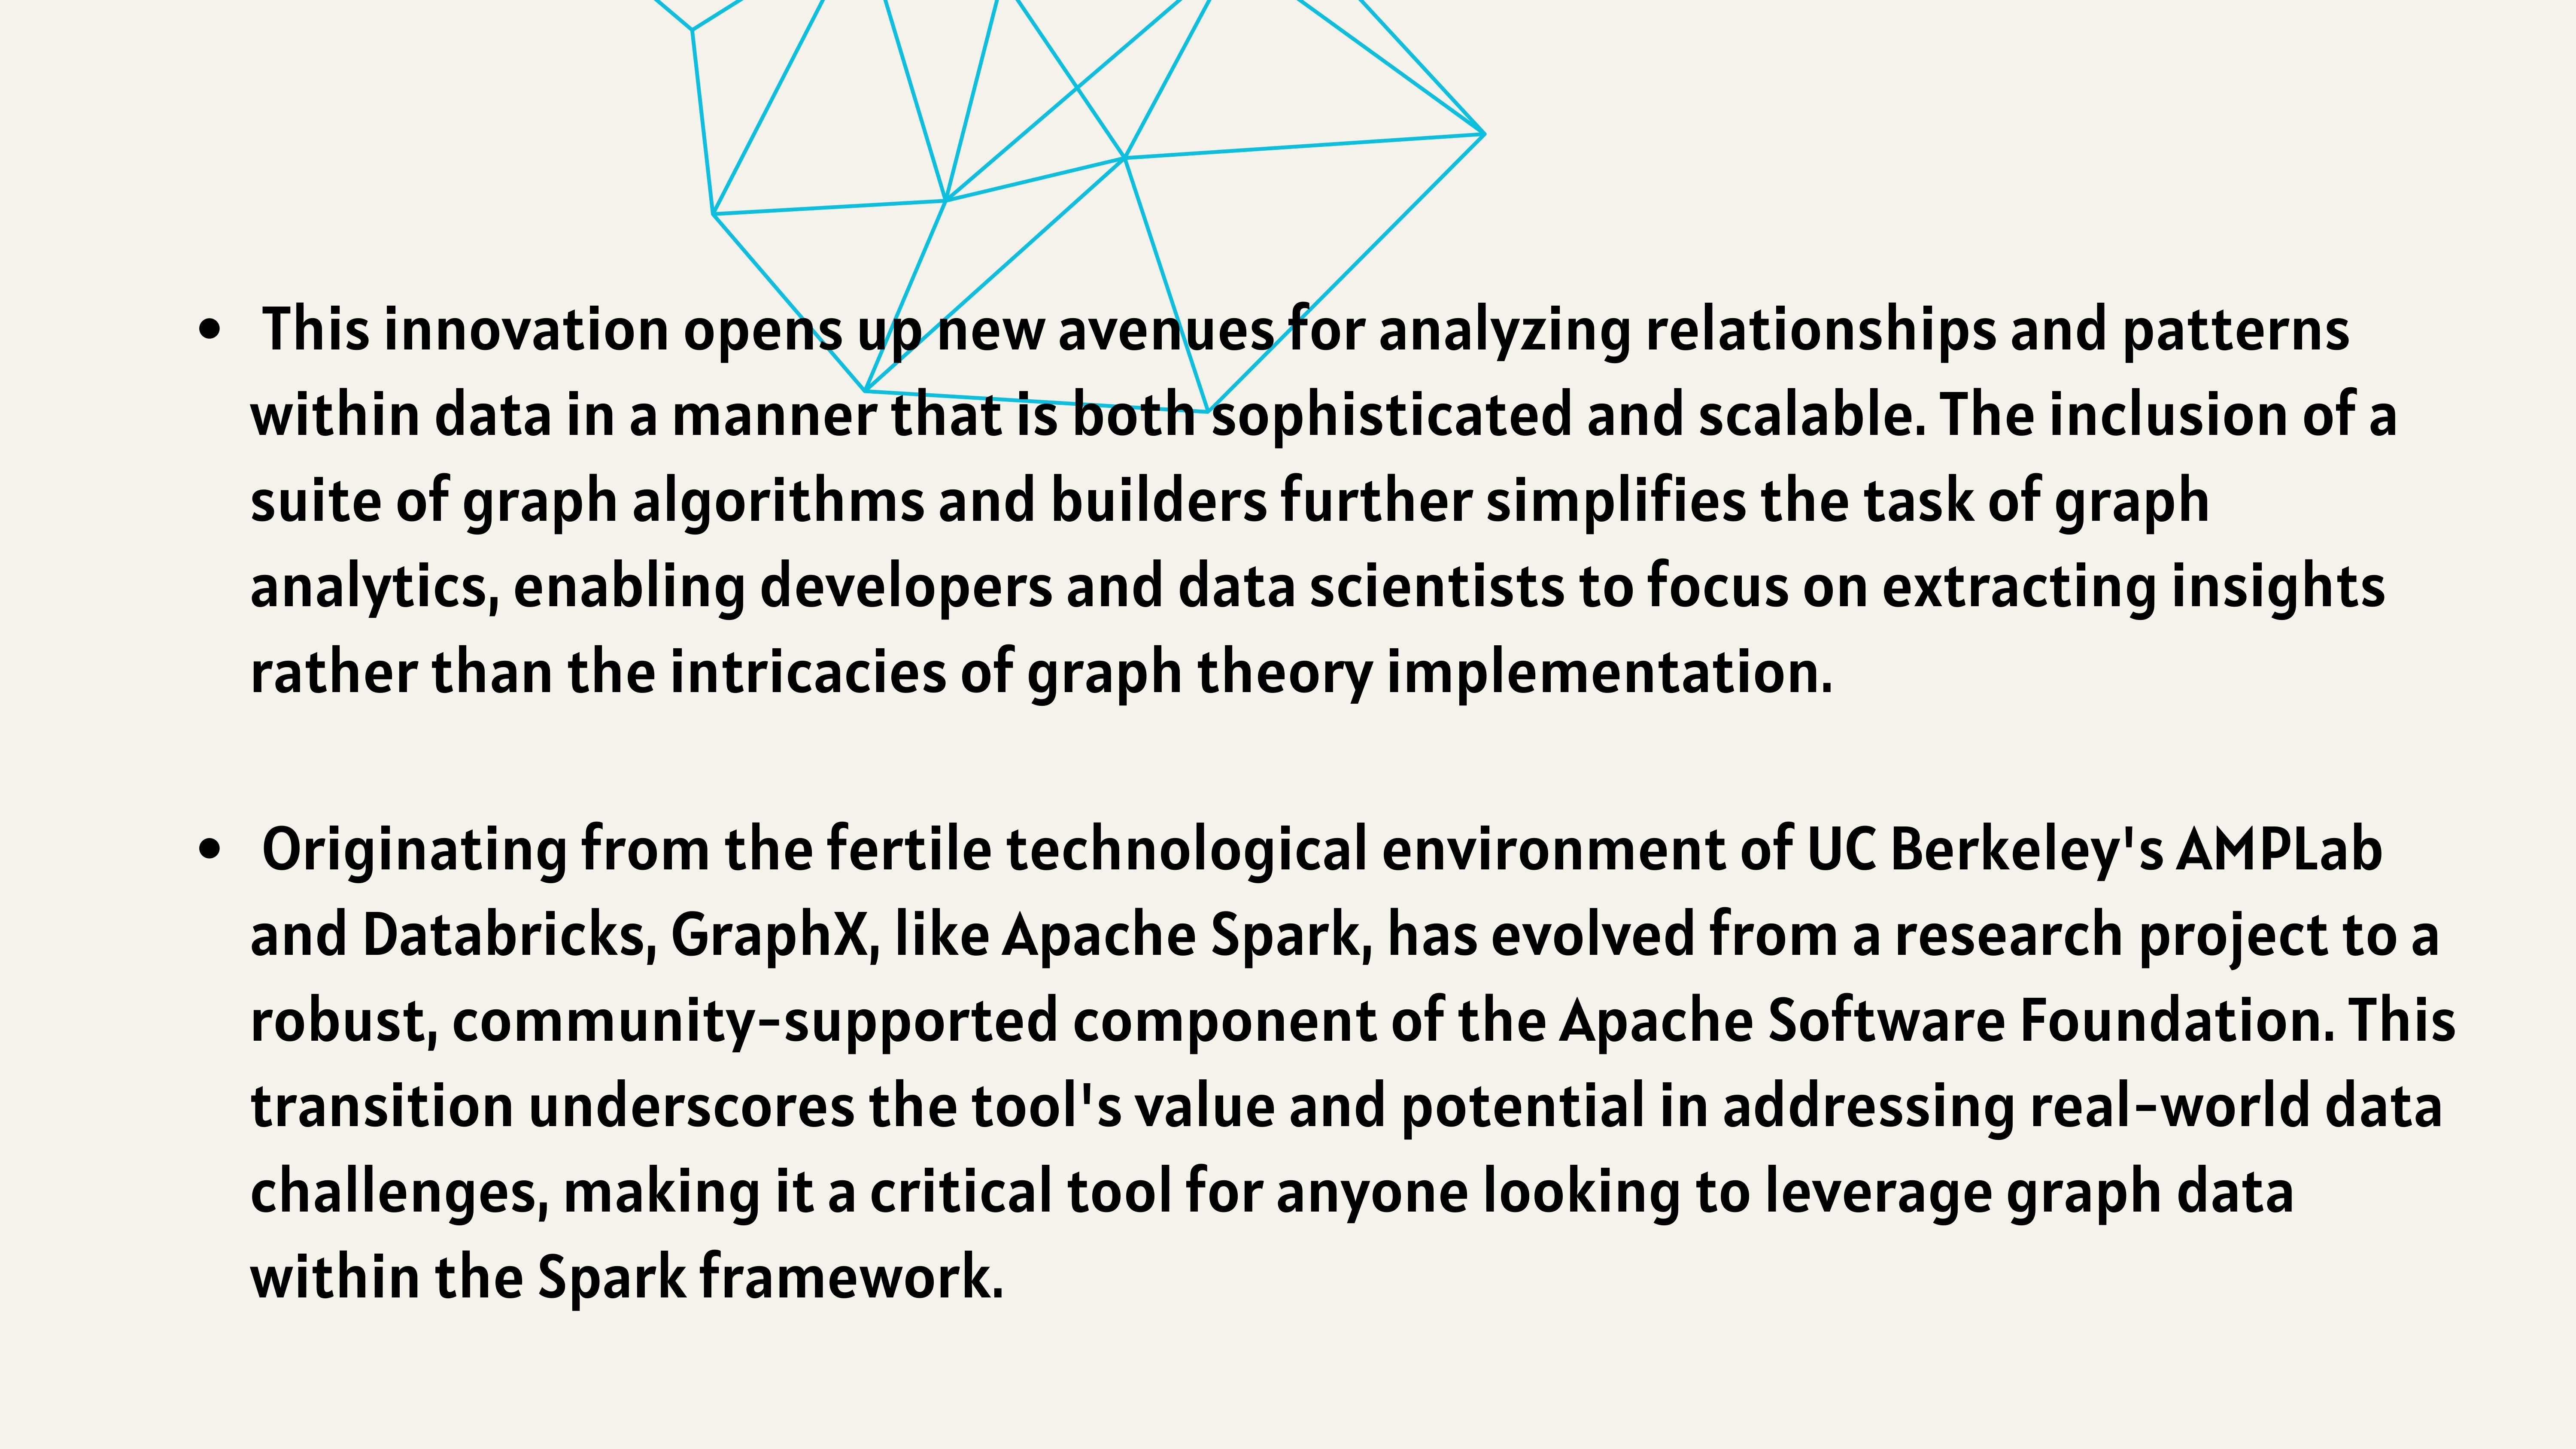 • This innovation opens up new avenues for analyzing relationships and patterns
within data in a manner that is both sophisticated and scalable. The inclusion of a
suite of graph algorithms and builders further simplifies the task of graph
analytics, enabling developers and data scientists to focus on extracting insights
rather than the intricacies of graph theory implementation.
• Originating from the fertile technological environment of UC Berkeley's AMPLab
and Databricks, GraphX, like Apache Spark, has evolved from a research project to a
robust, community-supported component of the Apache Software Foundation. This
transition underscores the tool's value and potential in addressing real-world data
challenges, making it a critical tool for anyone looking to leverage graph data
within the Spark framework.